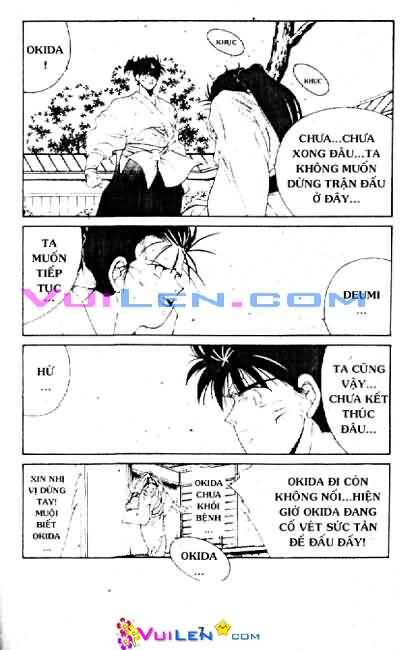 OKIDA
!
KHỤC
KHỤC
CHƯA...CHƯA
XONG ĐÂU...TA
KHÔNG MUỐN
DỪNG TRẬN ĐẤU
Ở ĐÂY...
TA
MUỐN
TIẾP
TỤC...
DEUMI
...
VUILEN.COM
HỪ
...
TA CŨNG
VẬY...
CHƯA KẾT
THÚC
ĐÂU...
XIN NHỊ
VỊ DỪNG
TAY!
MUỘI
BIẾT
OKIDA
...
OKIDA
CHƯA
KHỎI
BỆNH
...
OKIDA
...
OKIDA ĐI CÒN
KHÔNG NỔI...HIỆN
GIỜ OKIDA ĐANG
CỐ VÉT SỨC TÀN
ĐỂ ĐẤU ĐẤY!
7
VUILEN.COM